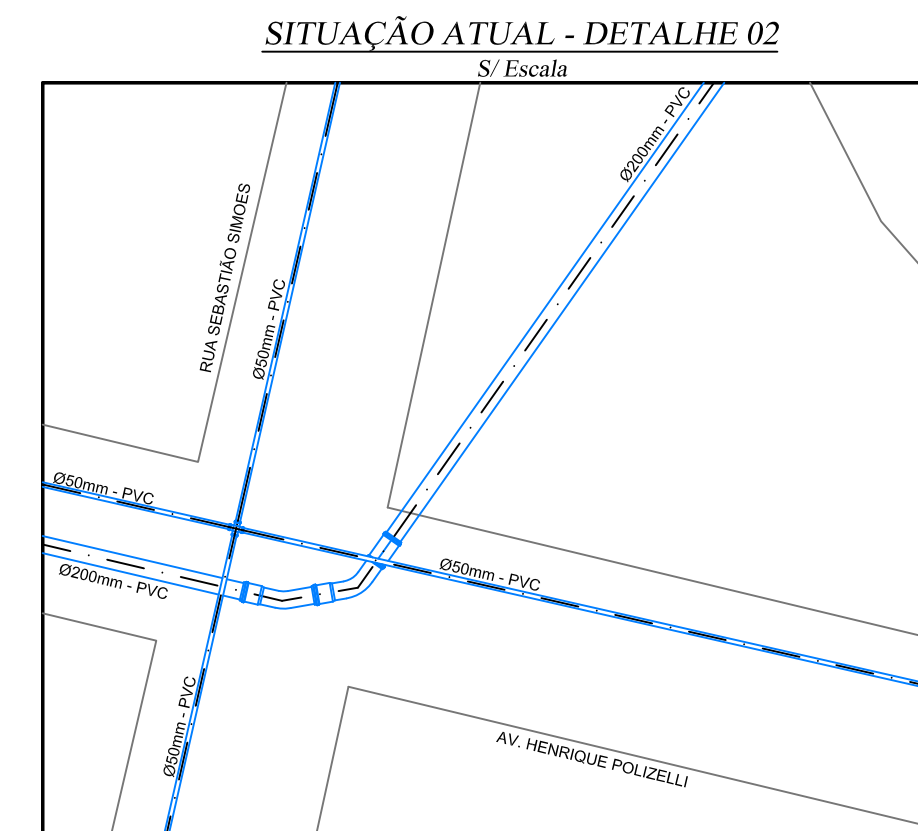 SITUAÇÃO ATUAL - DETALHE 02
S/ Escala
Ø200mm - PVC
RUA SEBASTIÃO SIMOES
Ø50mm - PVC
Ø50mm - PVC
Ø200mm - PVC
Ø50mm - PVC
Ø50mm - PVC
AV. HENRIQUE POLIZELLI